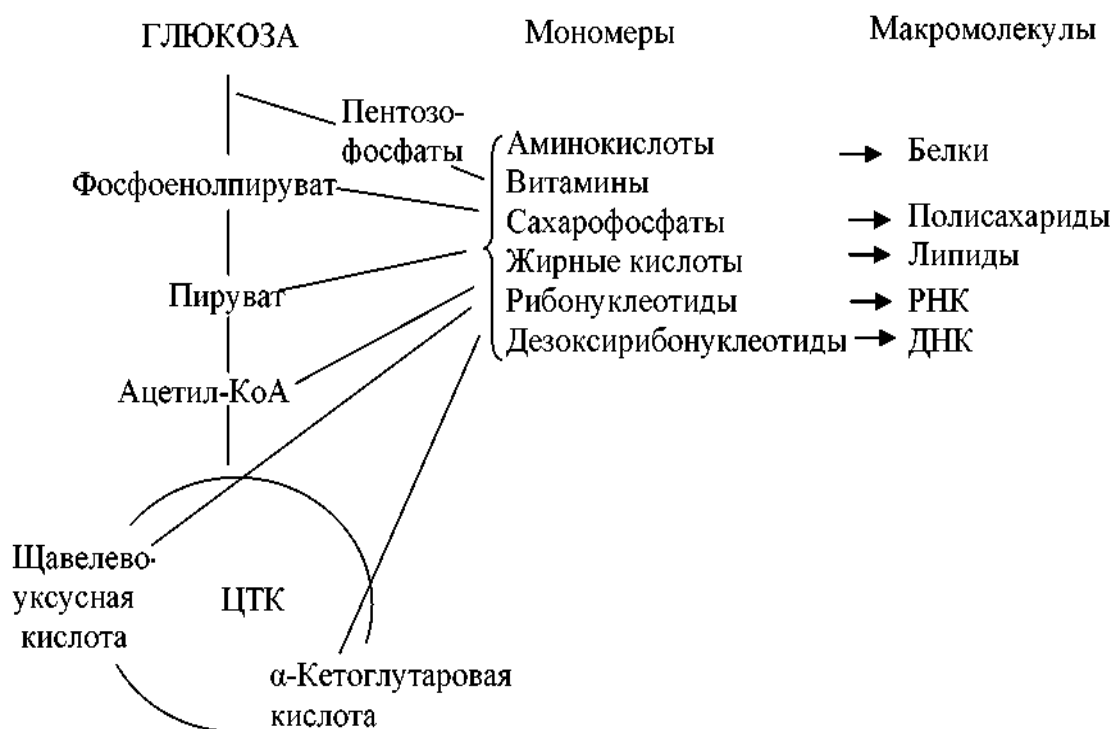 ГЛЮКОЗА
Мономеры
Макромолекулы
Пентозо-
фосфаты
Фосфоенолпируват
Пируват
Ацетил-КоА
Щавелево-
уксусная
кислота
ЦТК
α-Кетоглутаровая
кислота
Аминокислоты
Витамины
Сахарофосфаты
Жирные кислоты
Рибонуклеотиды
Дезоксирибонуклеотиды
Белки
Полисахариды
Липиды
РНК
ДНК